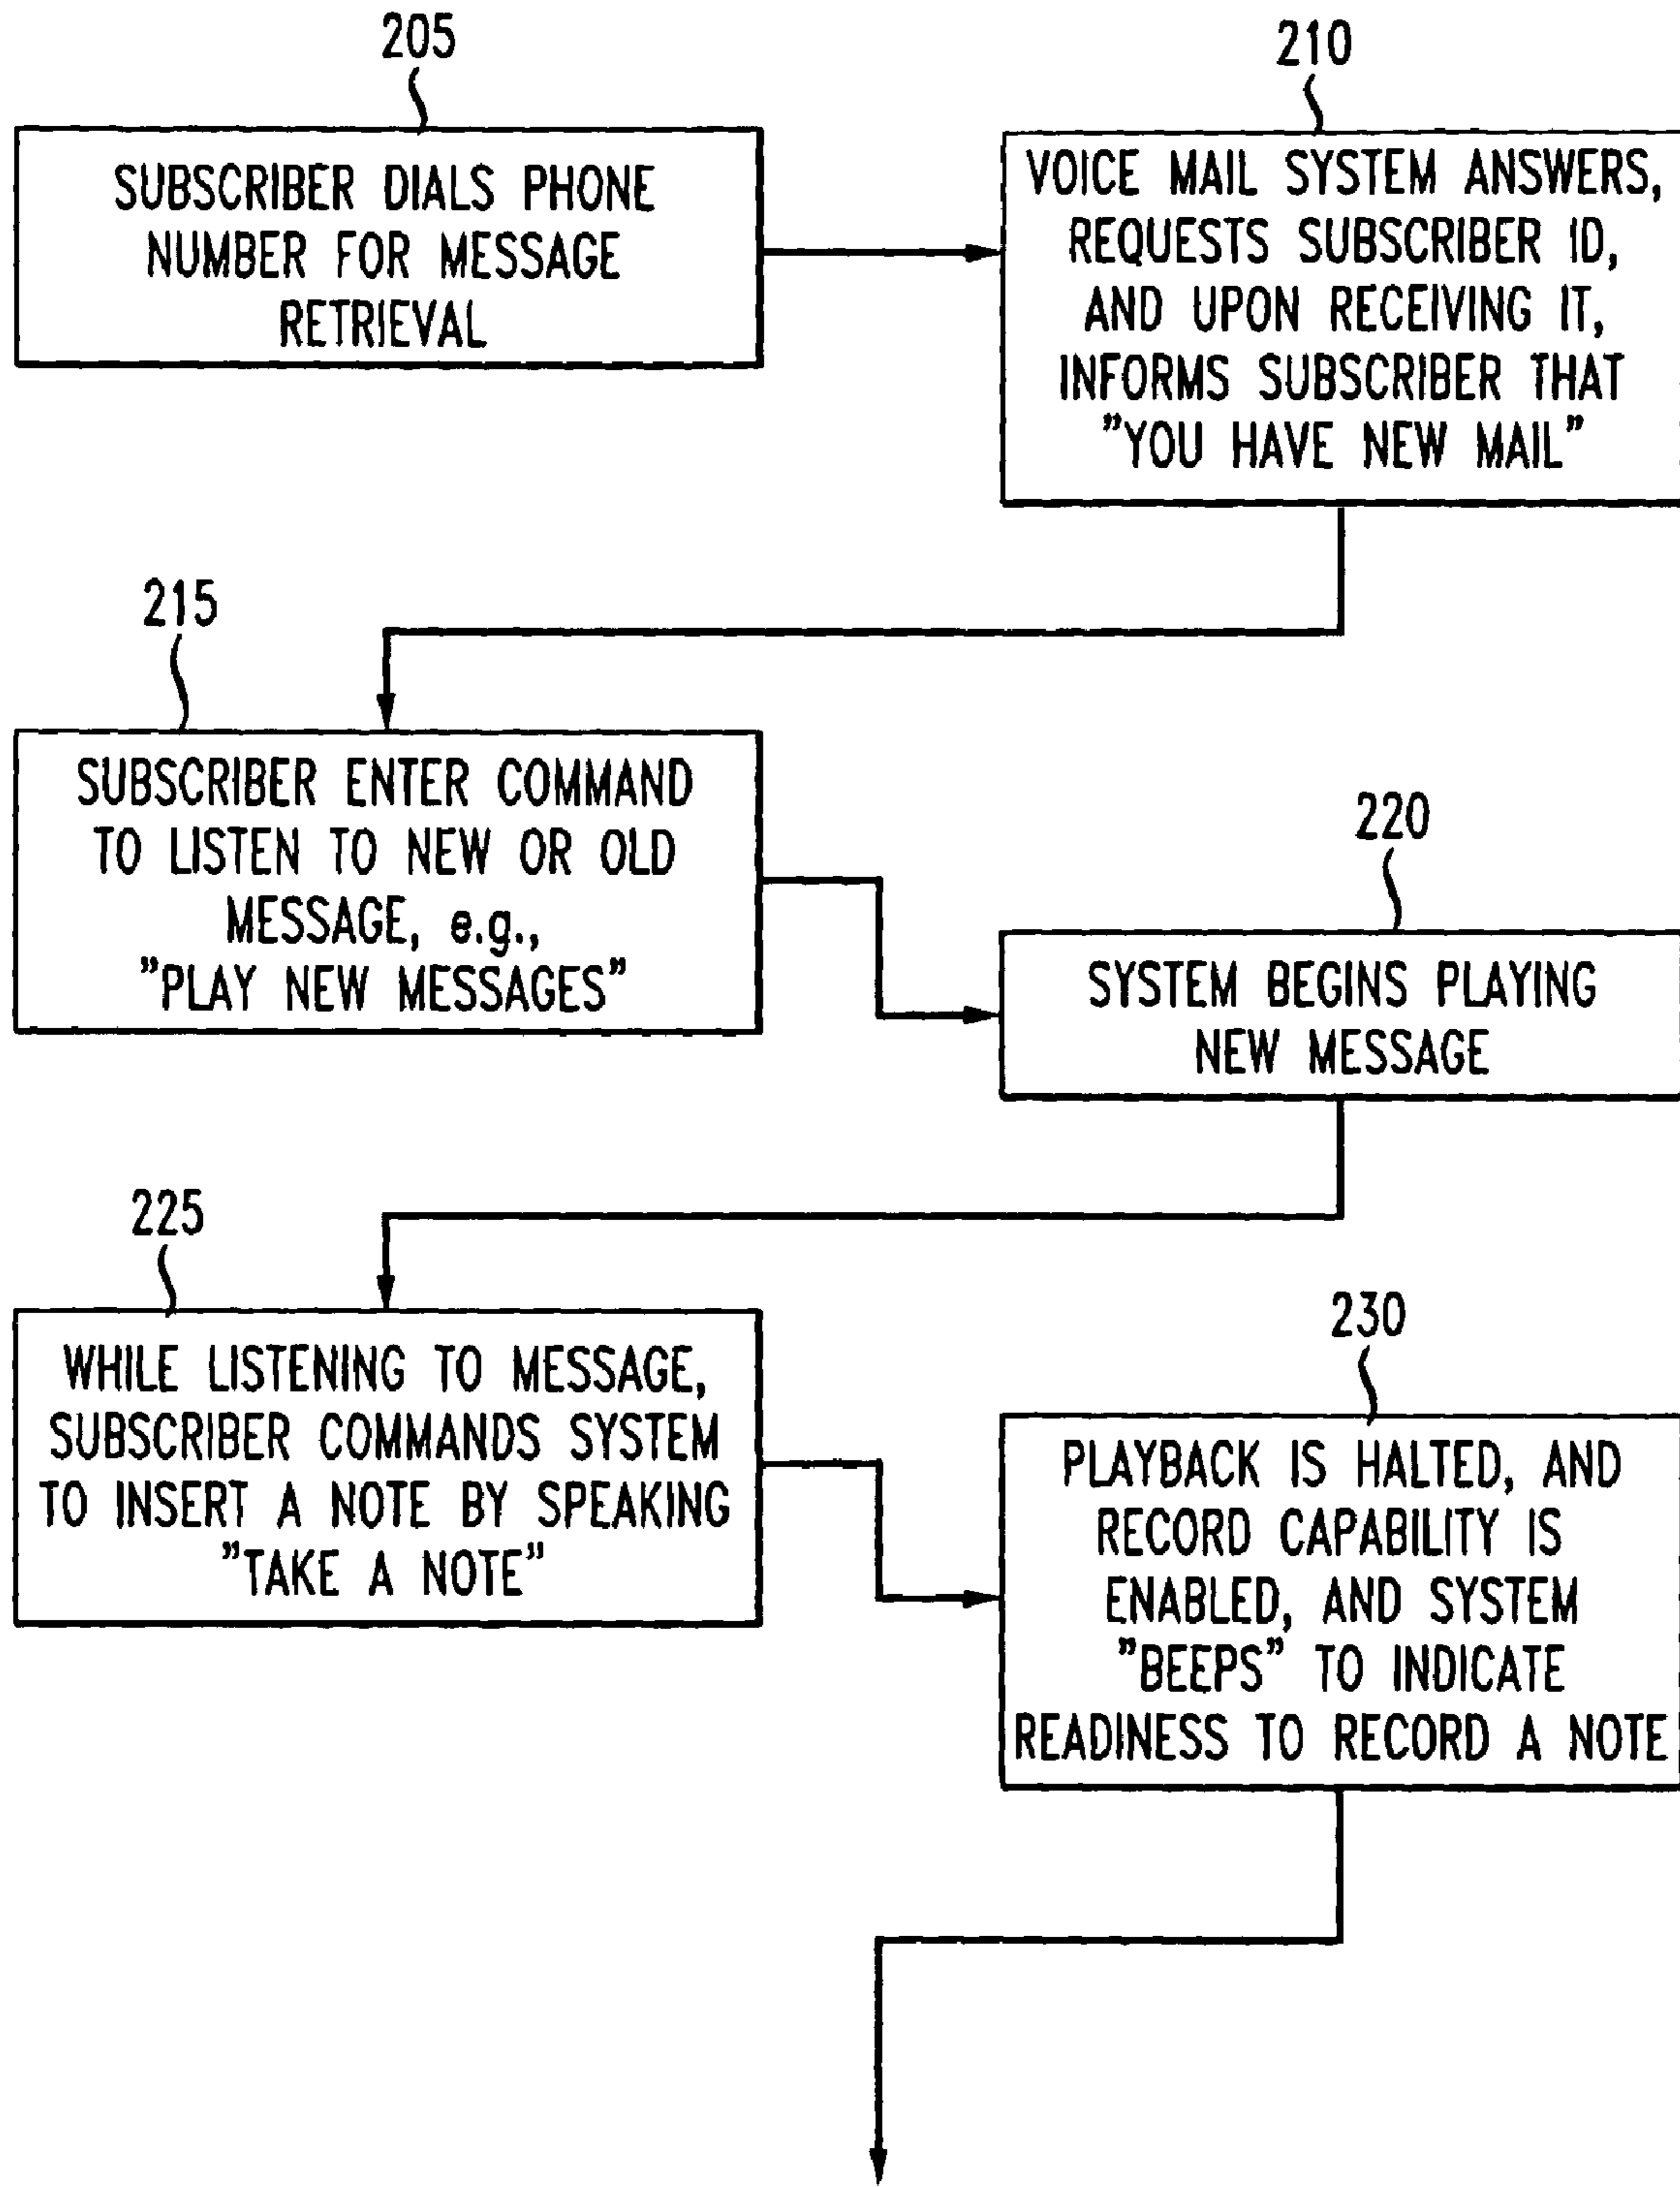 205
SUBSCRIBER DIALS PHONE
NUMBER FOR MESSAGE
RETRIEVAL
210
VOICE MAIL SYSTEM ANSWERS,
REQUESTS SUBSCRIBER ID,
AND UPON RECEIVING IT,
INFORMS SUBSCRIBER THAT
"YOU HAVE NEW MAIL"
215
SUBSCRIBER ENTER COMMAND
TO LISTEN TO NEW OR OLD
MESSAGE, e.g.,
"PLAY NEW MESSAGES"
220
SYSTEM BEGINS PLAYING
NEW MESSAGE
225
WHILE LISTENING TO MESSAGE,
SUBSCRIBER COMMANDS SYSTEM
TO INSERT A NOTE BY SPEAKING
"TAKE A NOTE"
230
PLAYBACK IS HALTED, AND
RECORD CAPABILITY IS
ENABLED, AND SYSTEM
"BEEPS" TO INDICATE
READINESS TO RECORD A NOTE